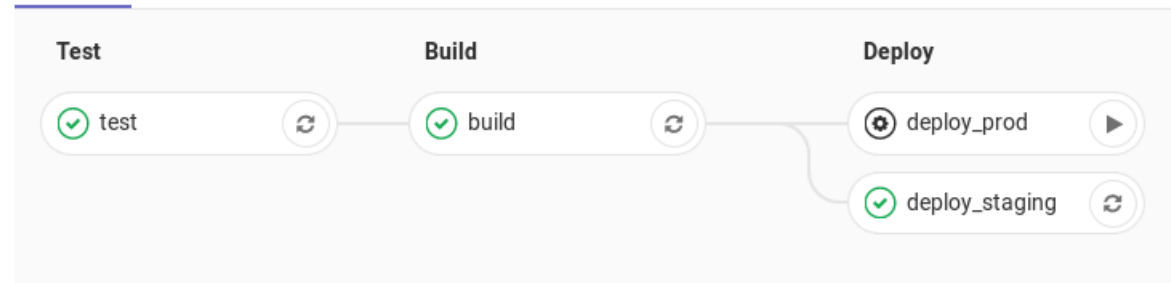 Test
Build
Deploy
test
build
deploy_prod
deploy_staging